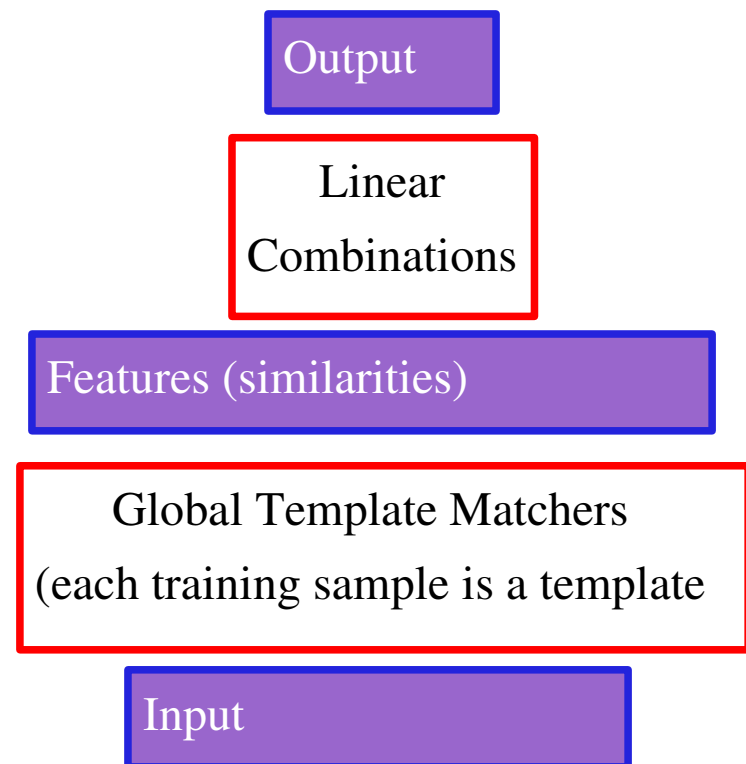 Output
Linear
Combinations
Features (similarities)
Global Template Matchers
(each training sample is a template
Input